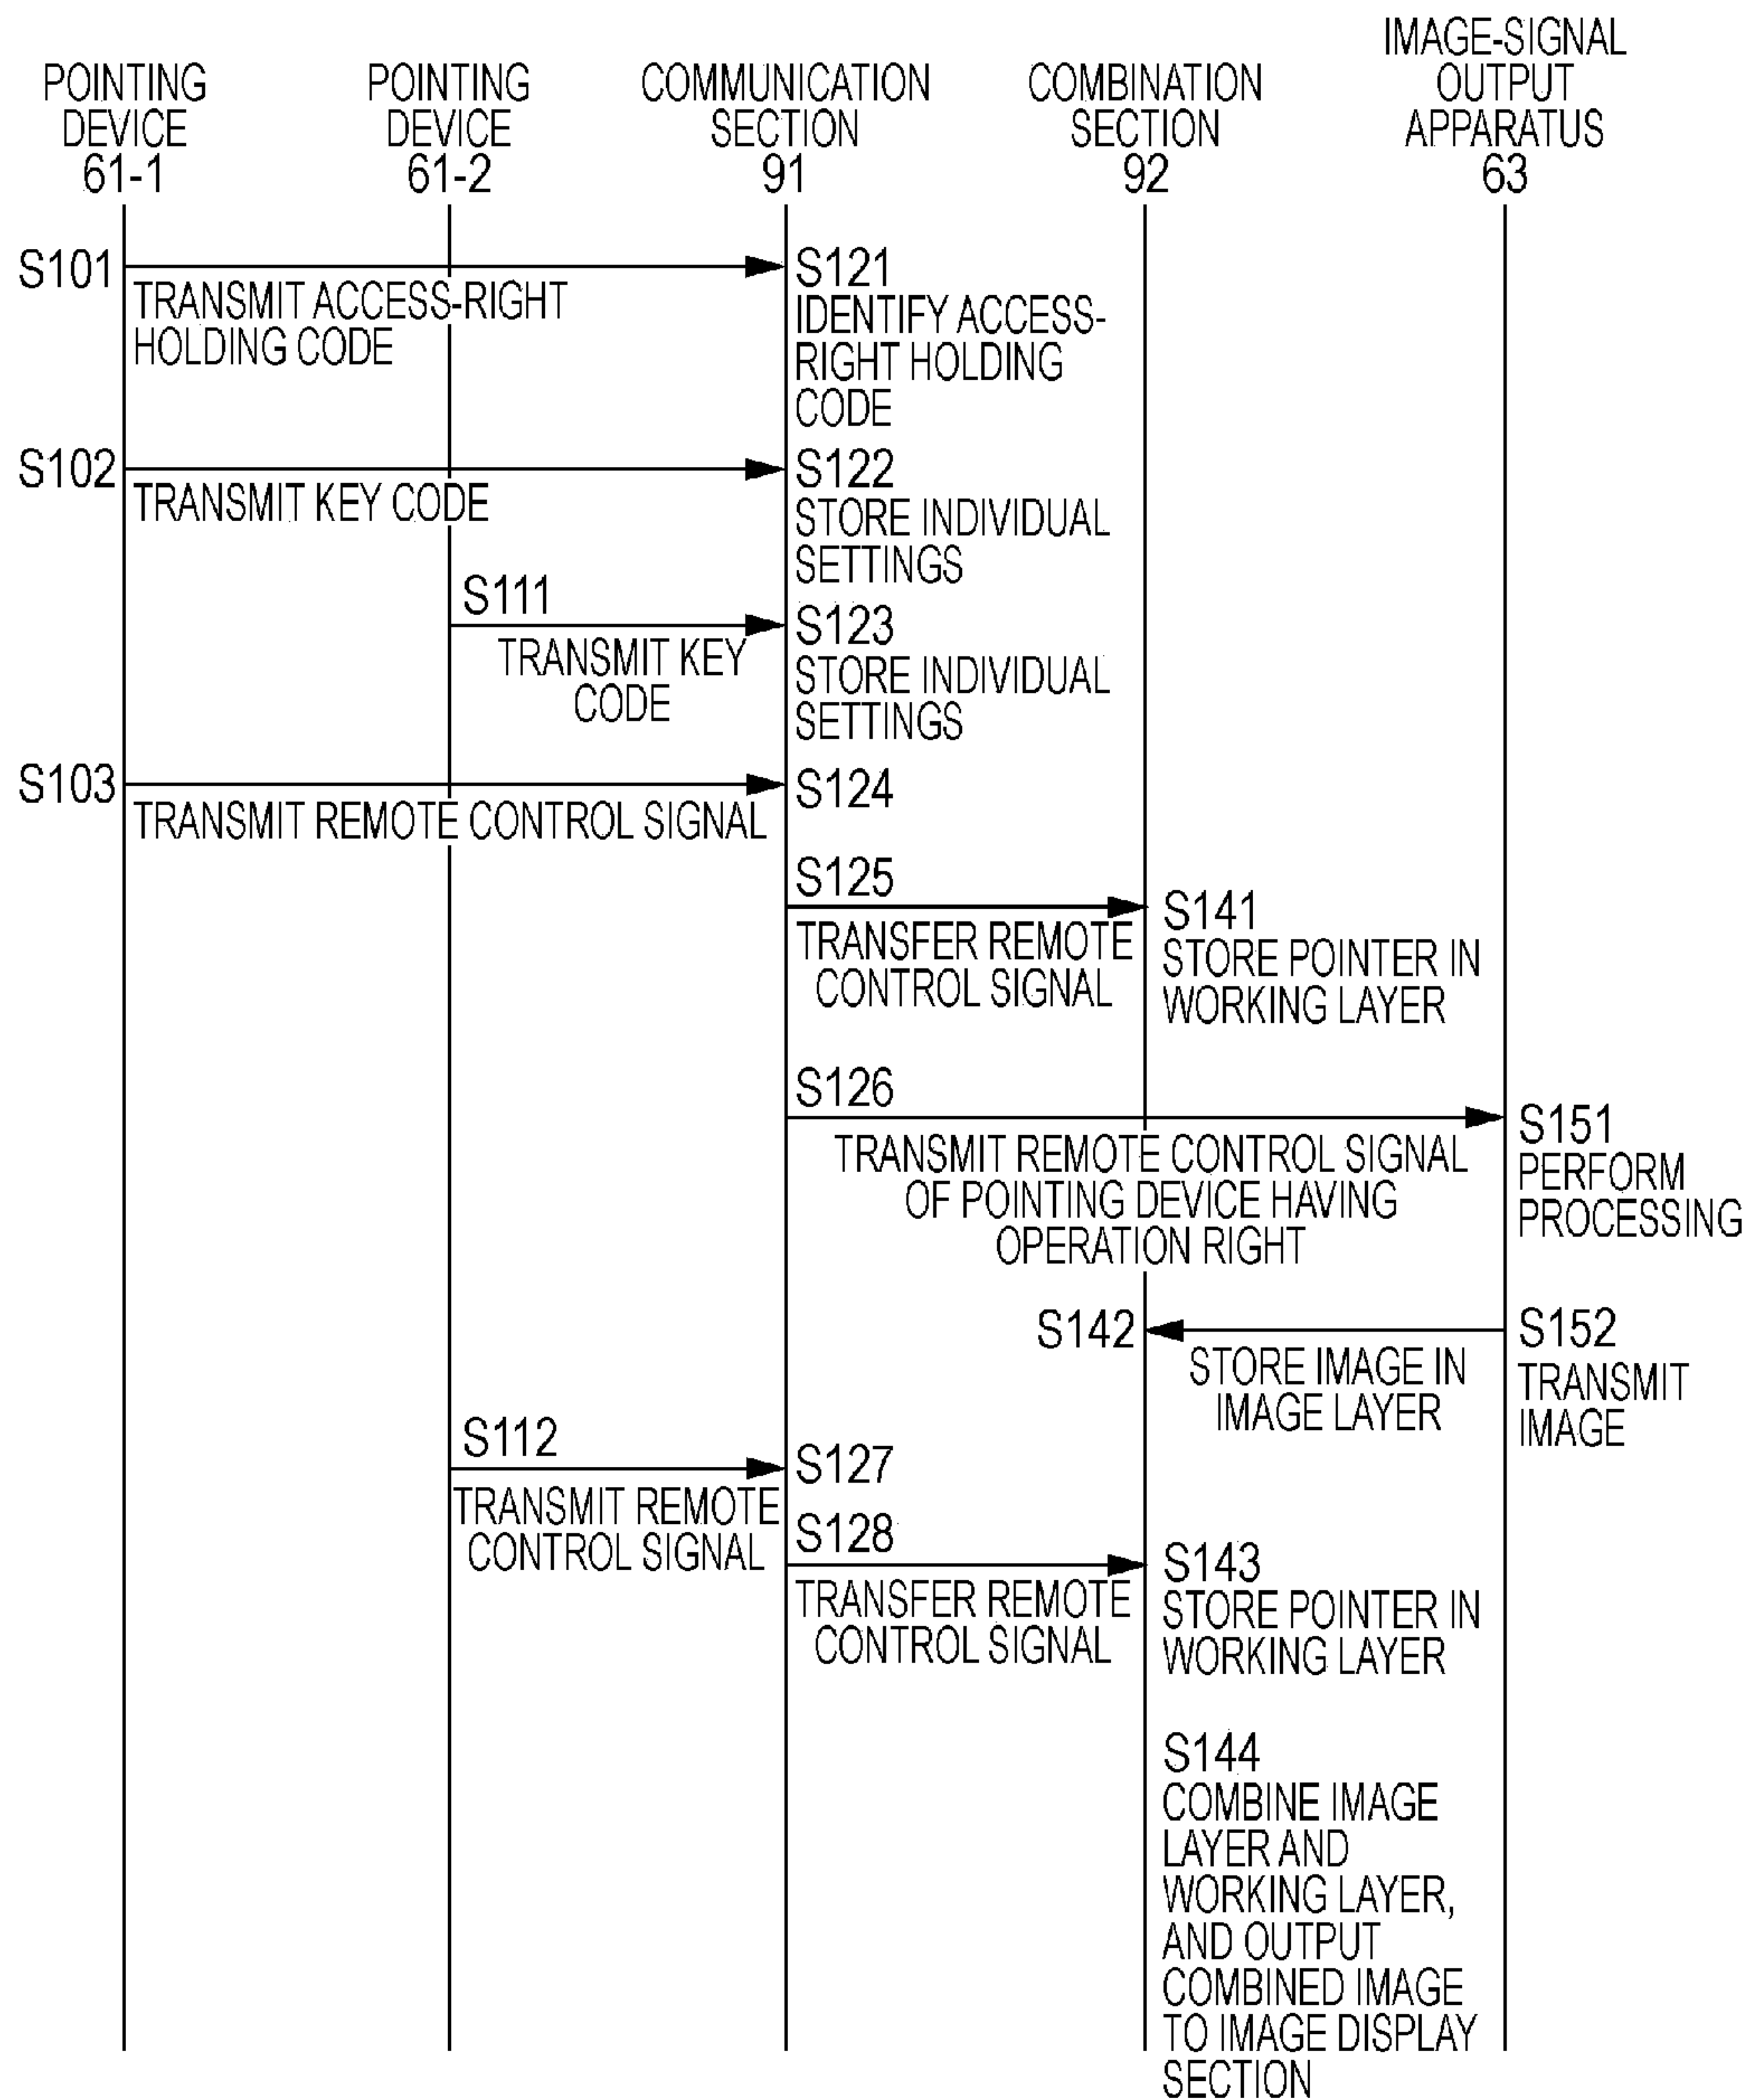 POINTING
DEVICE
61-1
POINTING
DEVICE
61-2
COMMUNICATION
SECTION
91
COMBINATION
SECTION
92
IMAGE-SIGNAL
OUTPUT
APPARATUS
63
S101
TRANSMIT ACCESS-RIGHT
HOLDING CODE
S121
IDENTIFY ACCESS-
RIGHT HOLDING
CODE
S102
TRANSMIT KEY CODE
S122
STORE INDIVIDUAL
SETTINGS
S111
TRANSMIT KEY
CODE
S123
STORE INDIVIDUAL
SETTINGS
S103
TRANSMIT REMOTE CONTROL SIGNAL
S124
S125
TRANSFER REMOTE
CONTROL SIGNAL
S141
STORE POINTER IN
WORKING LAYER
S126
TRANSMIT REMOTE CONTROL SIGNAL
OF POINTING DEVICE HAVING
OPERATION RIGHT
S151
PERFORM
PROCESSING
S142
STORE IMAGE IN
IMAGE LAYER
S152
TRANSMIT
IMAGE
S112
TRANSMIT REMOTE
CONTROL SIGNAL
S127
S128
TRANSFER REMOTE
CONTROL SIGNAL
S143
STORE POINTER IN
WORKING LAYER
S144
COMBINE IMAGE
LAYER AND
WORKING LAYER,
AND OUTPUT
COMBINED IMAGE
TO IMAGE DISPLAY
SECTION